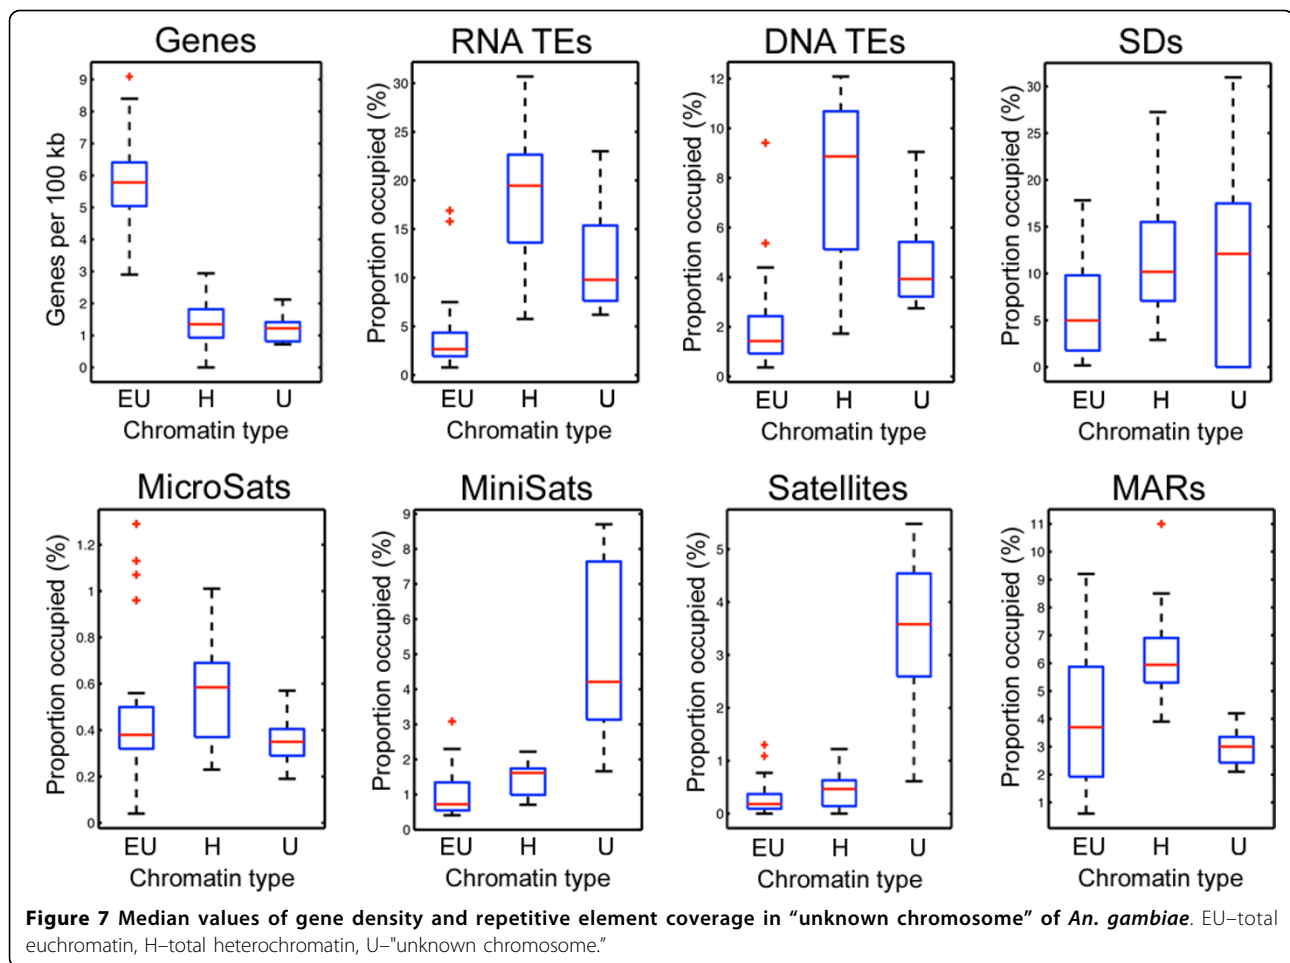 Genes
RNA TEs
DNA TEs
SDs
Genes per 100 kb
9
8
7
6
5
4
3
2
1
0
EU H U
Chromatin type
Proportion occupied (%)
30
25
20
15
10
5
0
EU H U
Chromatin type
Proportion occupied (%)
12
10
8
6
4
2
0
EU H U
Chromatin type
Proportion occupied (%)
30
25
20
15
10
5
0
EU H U
Chromatin type
MicroSats
MiniSats
Satellites
MARs
Proportion occupied (%)
1.2
1
0.8
0.6
0.4
0.2
0
EU H U
Chromatin type
Proportion occupied (%)
9
8
7
6
5
4
3
2
1
0
EU H U
Chromatin type
Proportion occupied (%)
5
4
3
2
1
0
EU H U
Chromatin type
Proportion occupied (%)
11
10
9
8
7
6
5
4
3
2
1
EU H U
Chromatin type
Figure 7 Median values of gene density and repetitive element coverage in “unknown chromosome” of An. gambiae. EU–total
euchromatin, H–total heterochromatin, U–"unknown chromosome.”